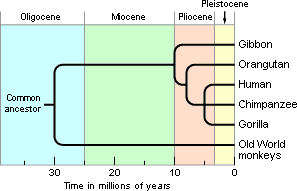 Pleistocene
Oligocene
Miocene
Pliocene
Gibbon
Orangutan
Human
Common
ancestor
Chimpanzee
Gorilla
Old World
monkeys
30
20
10
0
Time in millions of years